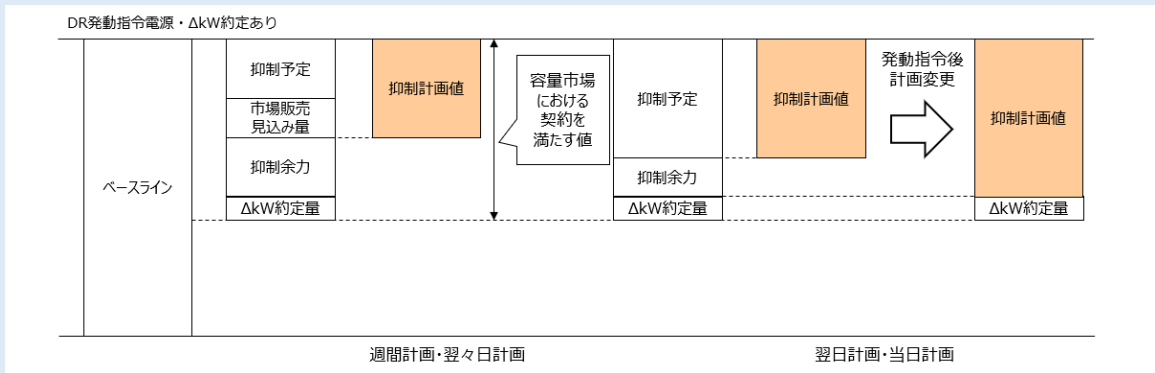 DR発動指令電源・ΔkW約定あり
ベースライン
抑制予定
市場販売
見込み量
抑制余力
ΔkW約定量
抑制計画値
容量市場
における
契約を
満たす値
抑制予定
抑制余力
ΔkW約定量
抑制計画値
発動指令後
計画変更
抑制計画値
ΔkW約定量
週間計画・翌々日計画
翌日計画・当日計画